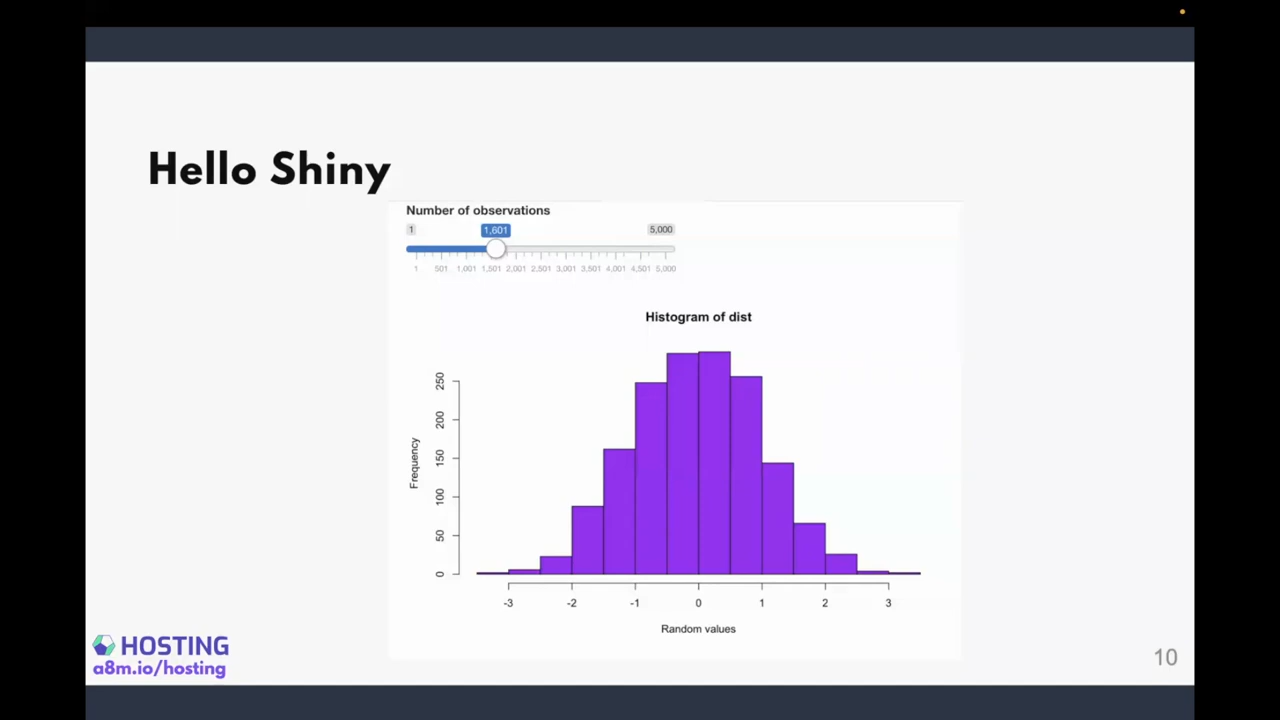 Hello Shiny
Number of observations
1 1,601 5,000
1 501 1,001 1,501 2,001 2,501 3,001 3,501 4,001 4,501 5,000
Histogram of dist
Frequency
250
200
150
100
50
0
-3 -2 -1 0 1 2 3
Random values
HOSTING
a8m.io/hosting
10